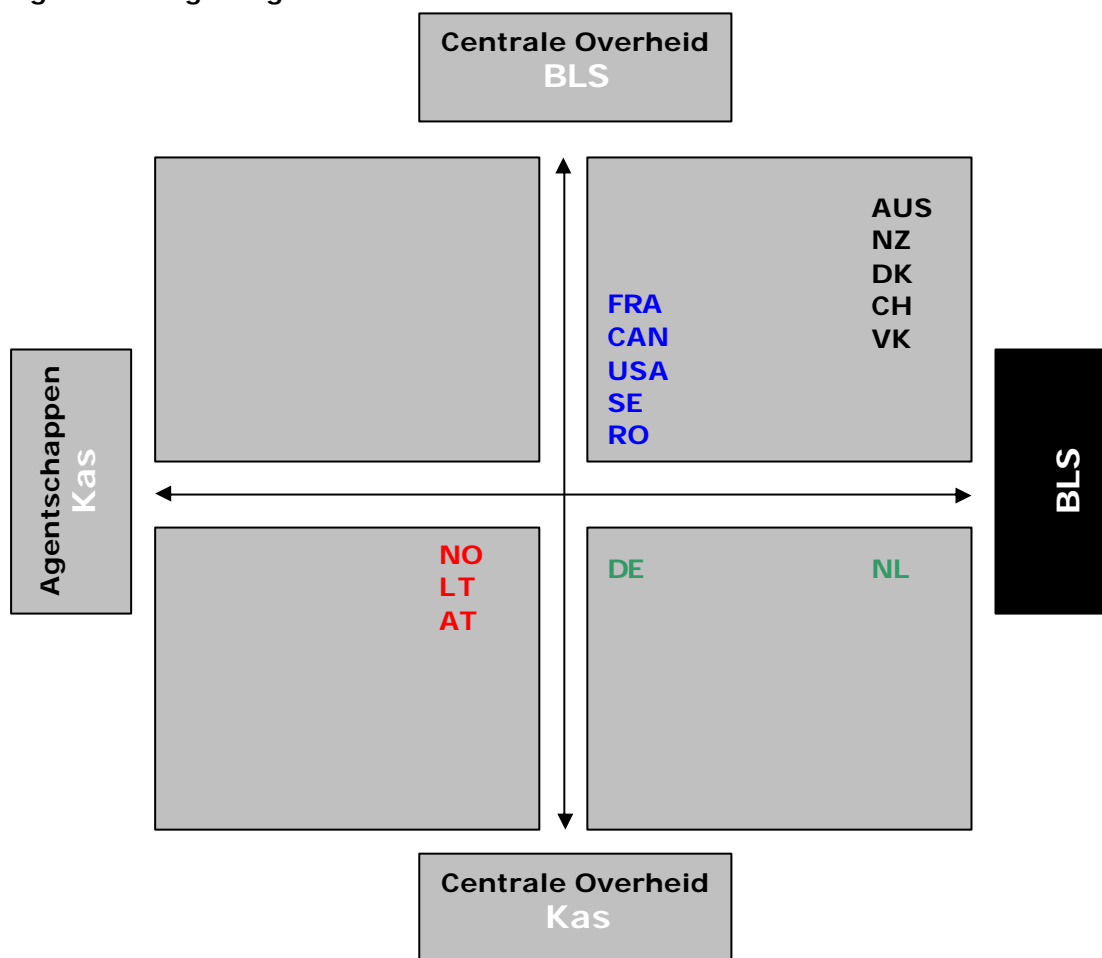 Centrale Overheid
BLS
AUS
NZ
DK
CH
VK
FRA
CAN
USA
SE
RO
Agentschappen
Kas
BLS
NO
LT
AT
DE
NL
Centrale Overheid
Kas